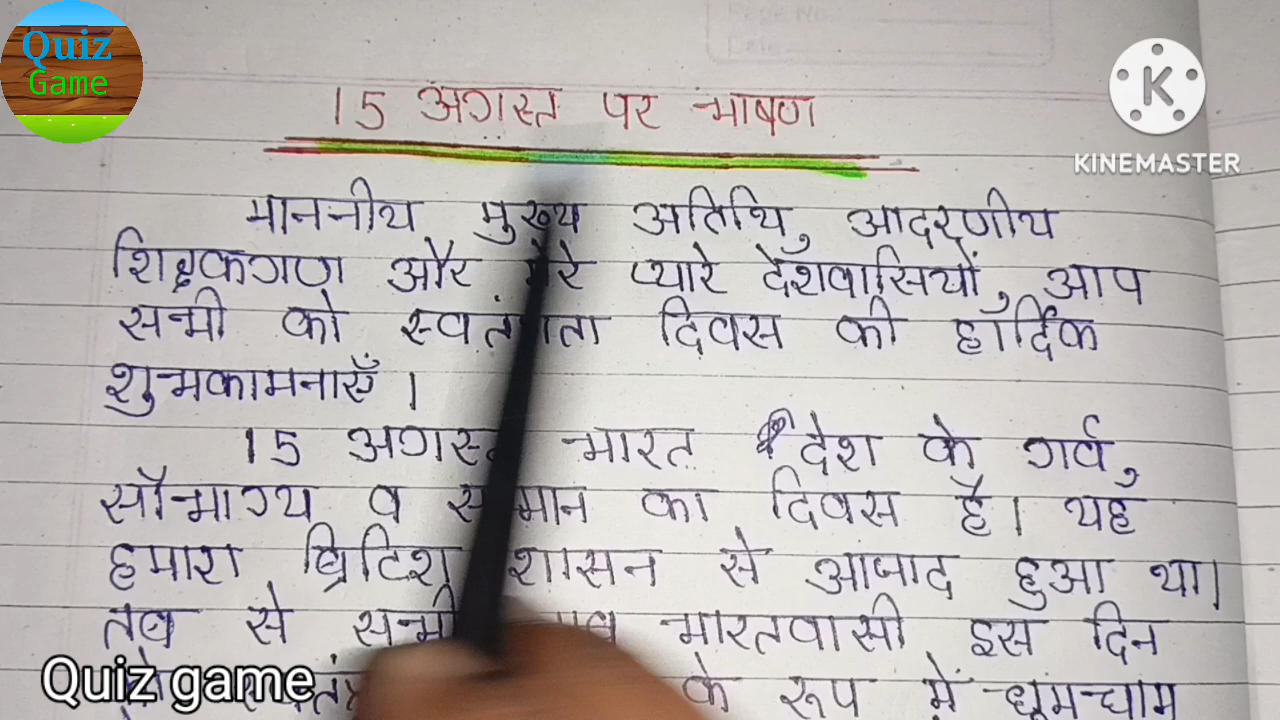 Quiz
Game
KINEMASTER
15 अगस्त पर भाषण
माननीय मुख्य अतिथि, आदरणीय
शिक्षकगण और मेरे प्यारे देशवासियों, आप
सभी को स्वतंत्रता दिवस की हार्दिक
शुभकामनाएँ।
15 अगस्त भारत देश के गर्व,
सौभाग्य व सम्मान का दिवस है। यह
हमारा ब्रिटिश शासन से आजाद हुआ था।
तब से सभी भारतवासी इस दिन
के रूप में धूमधाम
Quiz game